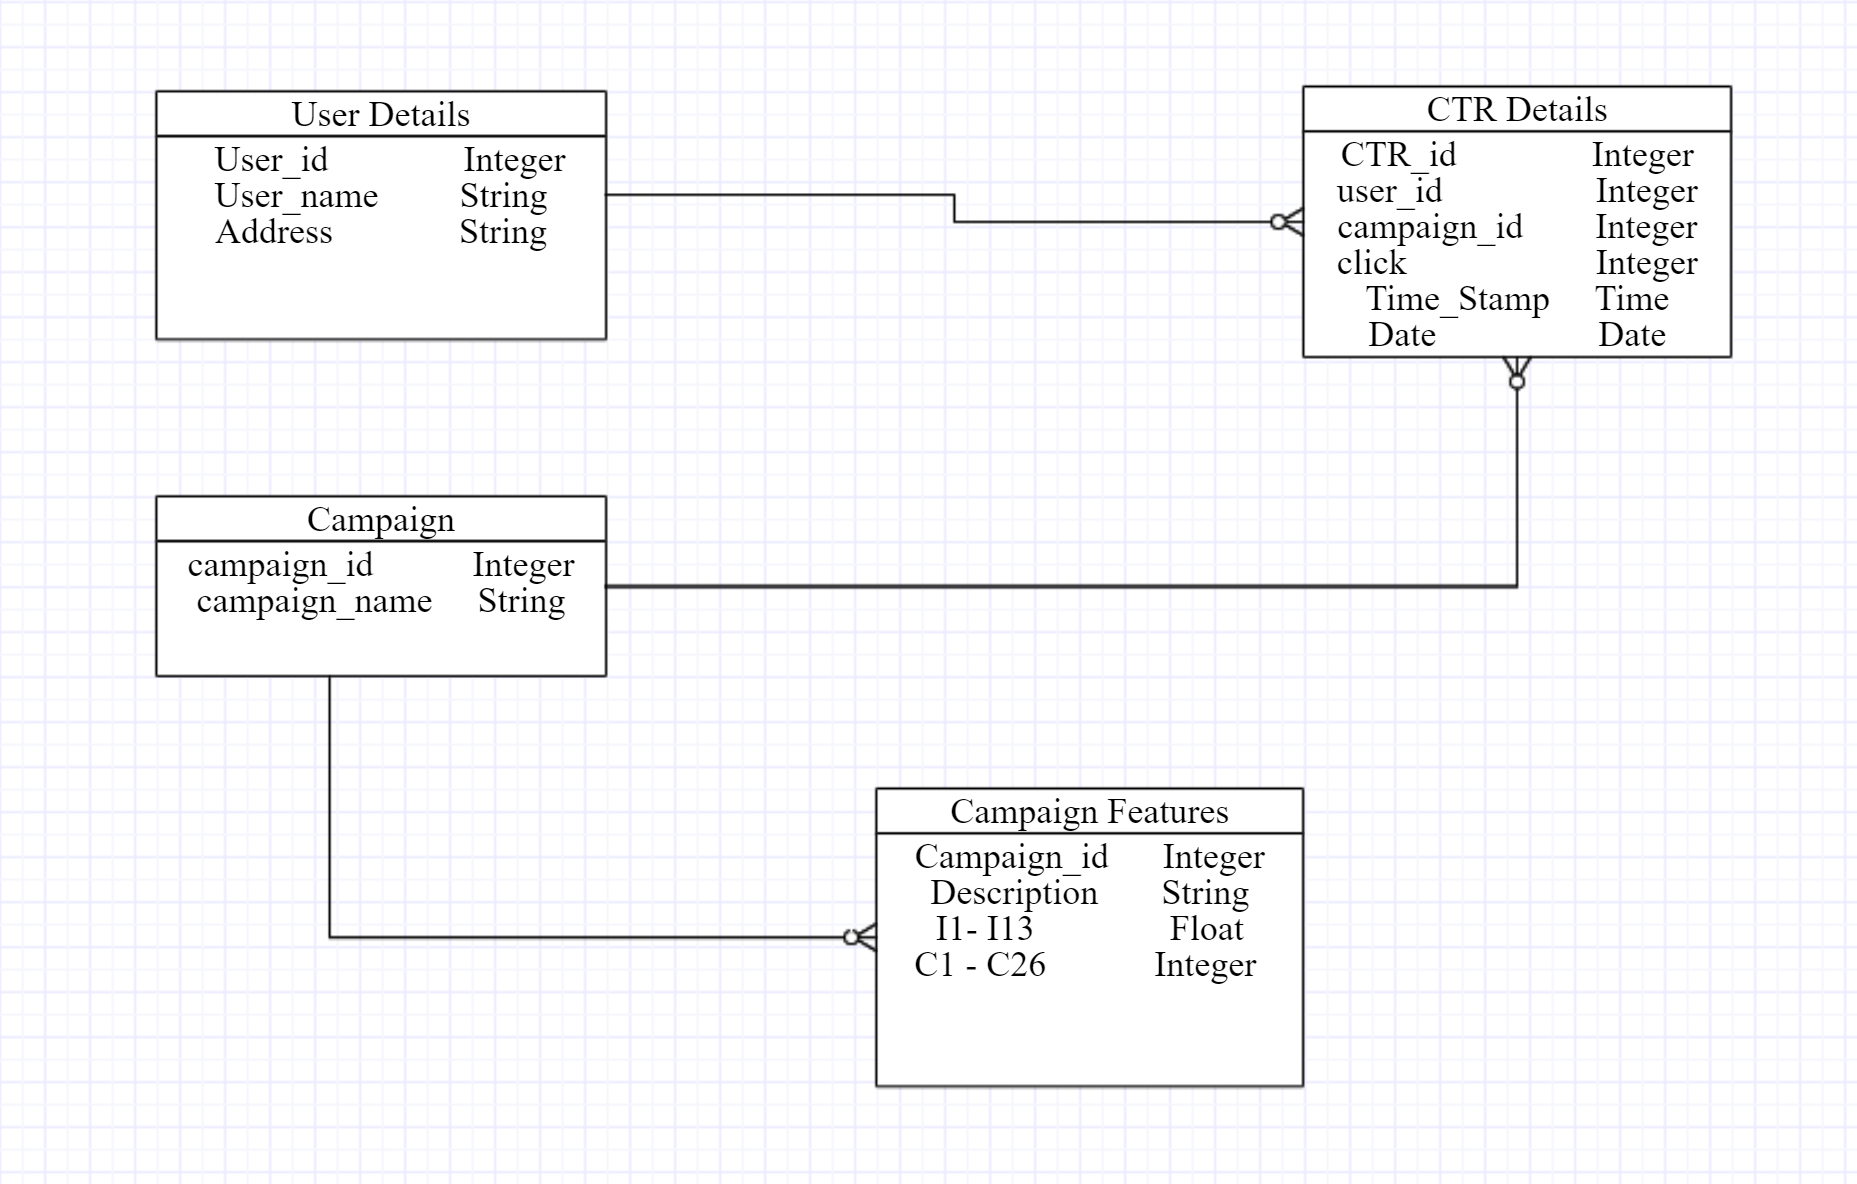 User Details
User_id Integer
User_name String
Address String
CTR Details
CTR_id Integer
user_id Integer
campaign_id Integer
click Integer
Time_Stamp Time
Date Date
Campaign
campaign_id Integer
campaign_name String
Campaign Features
Campaign_id Integer
Description String
I1- I13 Float
C1 - C26 Integer